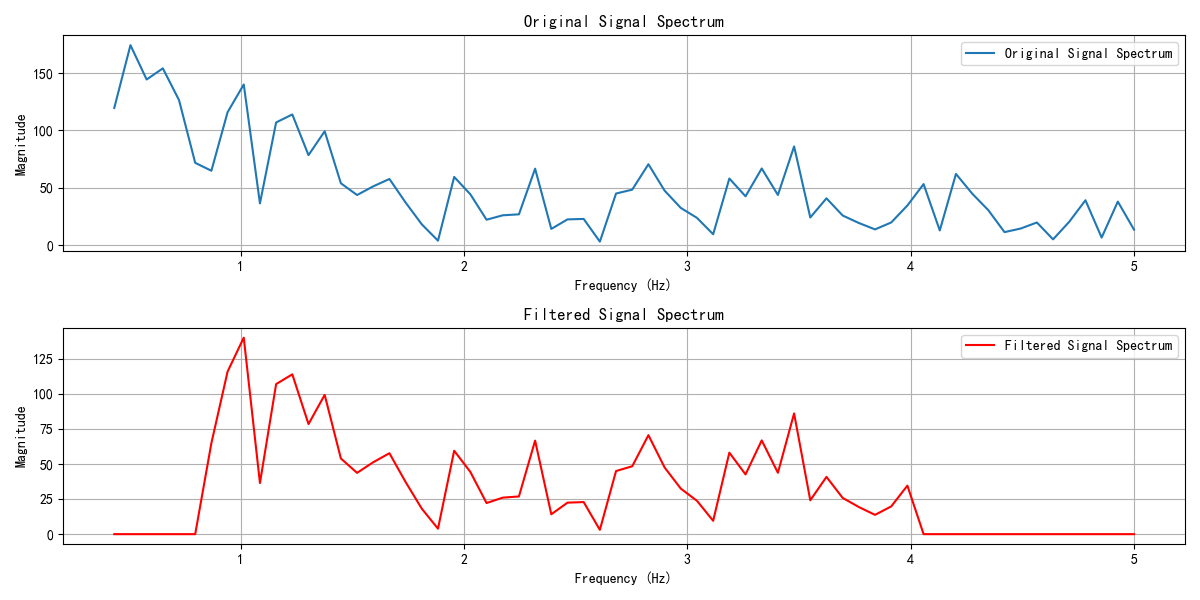 Original Signal Spectrum
Original Signal Spectrum
150
100
50
0
Magnitude
1 2 3 4 5
Frequency (Hz)
Filtered Signal Spectrum
Filtered Signal Spectrum
125
100
75
50
25
0
Magnitude
1 2 3 4 5
Frequency (Hz)